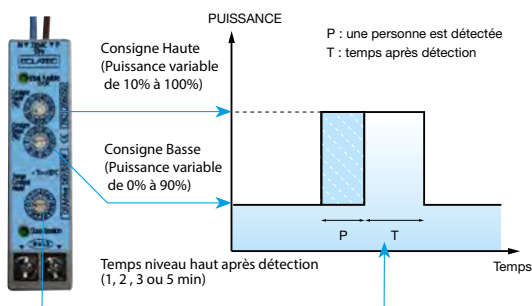 PUISSANCE
P : une personne est détectée
T : temps après détection
Consigne Haute
(Puissance variable
de 10% à 100%)
ECLATEC
Consigne Basse
(Puissance variable
de 0% à 90%)
P
T
Temps
Temps niveau haut après détection
(1, 2 , 3 ou 5 min)